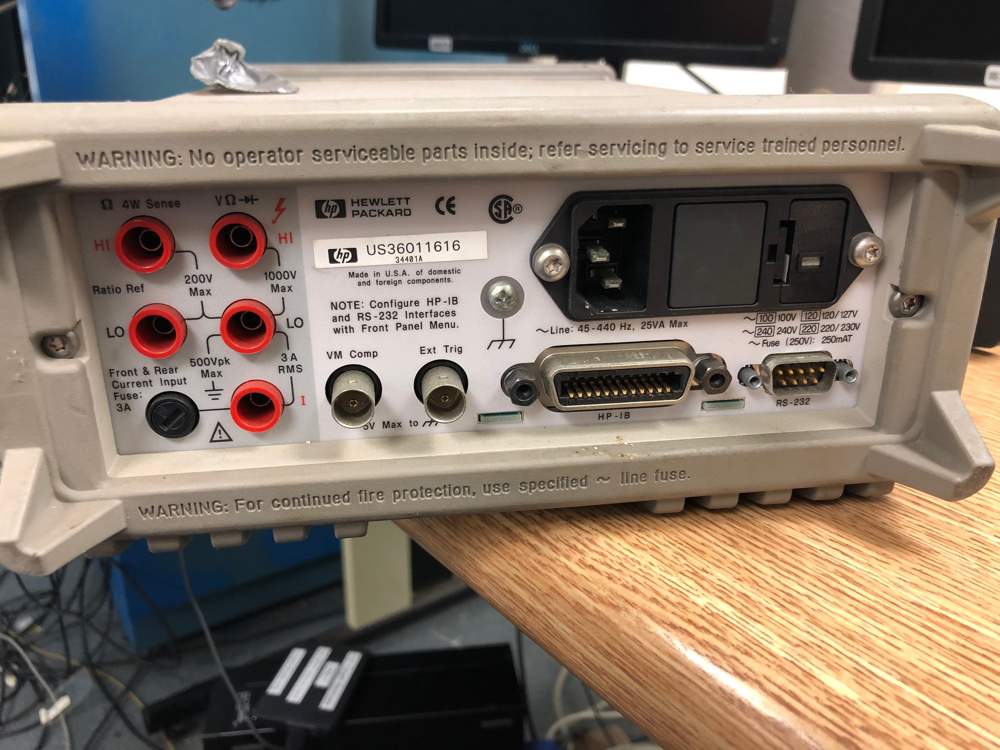 WARNING: No operator serviceable parts inside; refer servicing to service trained personnel.
Ω 4W Sense
VΩ
HI
HI
200V
Max
1000V
Max
Ratio Ref
LO
LO
500Vpk
Max
3A
RMS
Front & Rear
Current Input
Fuse:
3A
I
hp HEWLETT
PACKARD
CE
SA®
hp US36011616
34401A
Made in U.S.A. of domestic
and foreign components.
NOTE: Configure HP-IB
and RS-232 Interfaces
with Front Panel Menu.
VM Comp
Ext Trig
5V Max to
120
~Line: 45-440 Hz, 25VA Max
~ 100 100V 120 120/127V
~ 240 240V 220 220/230V
~ Fuse (250V): 250mAT
HP-IB
RS-232
WARNING: For continued fire protection, use specified ~ line fuse.